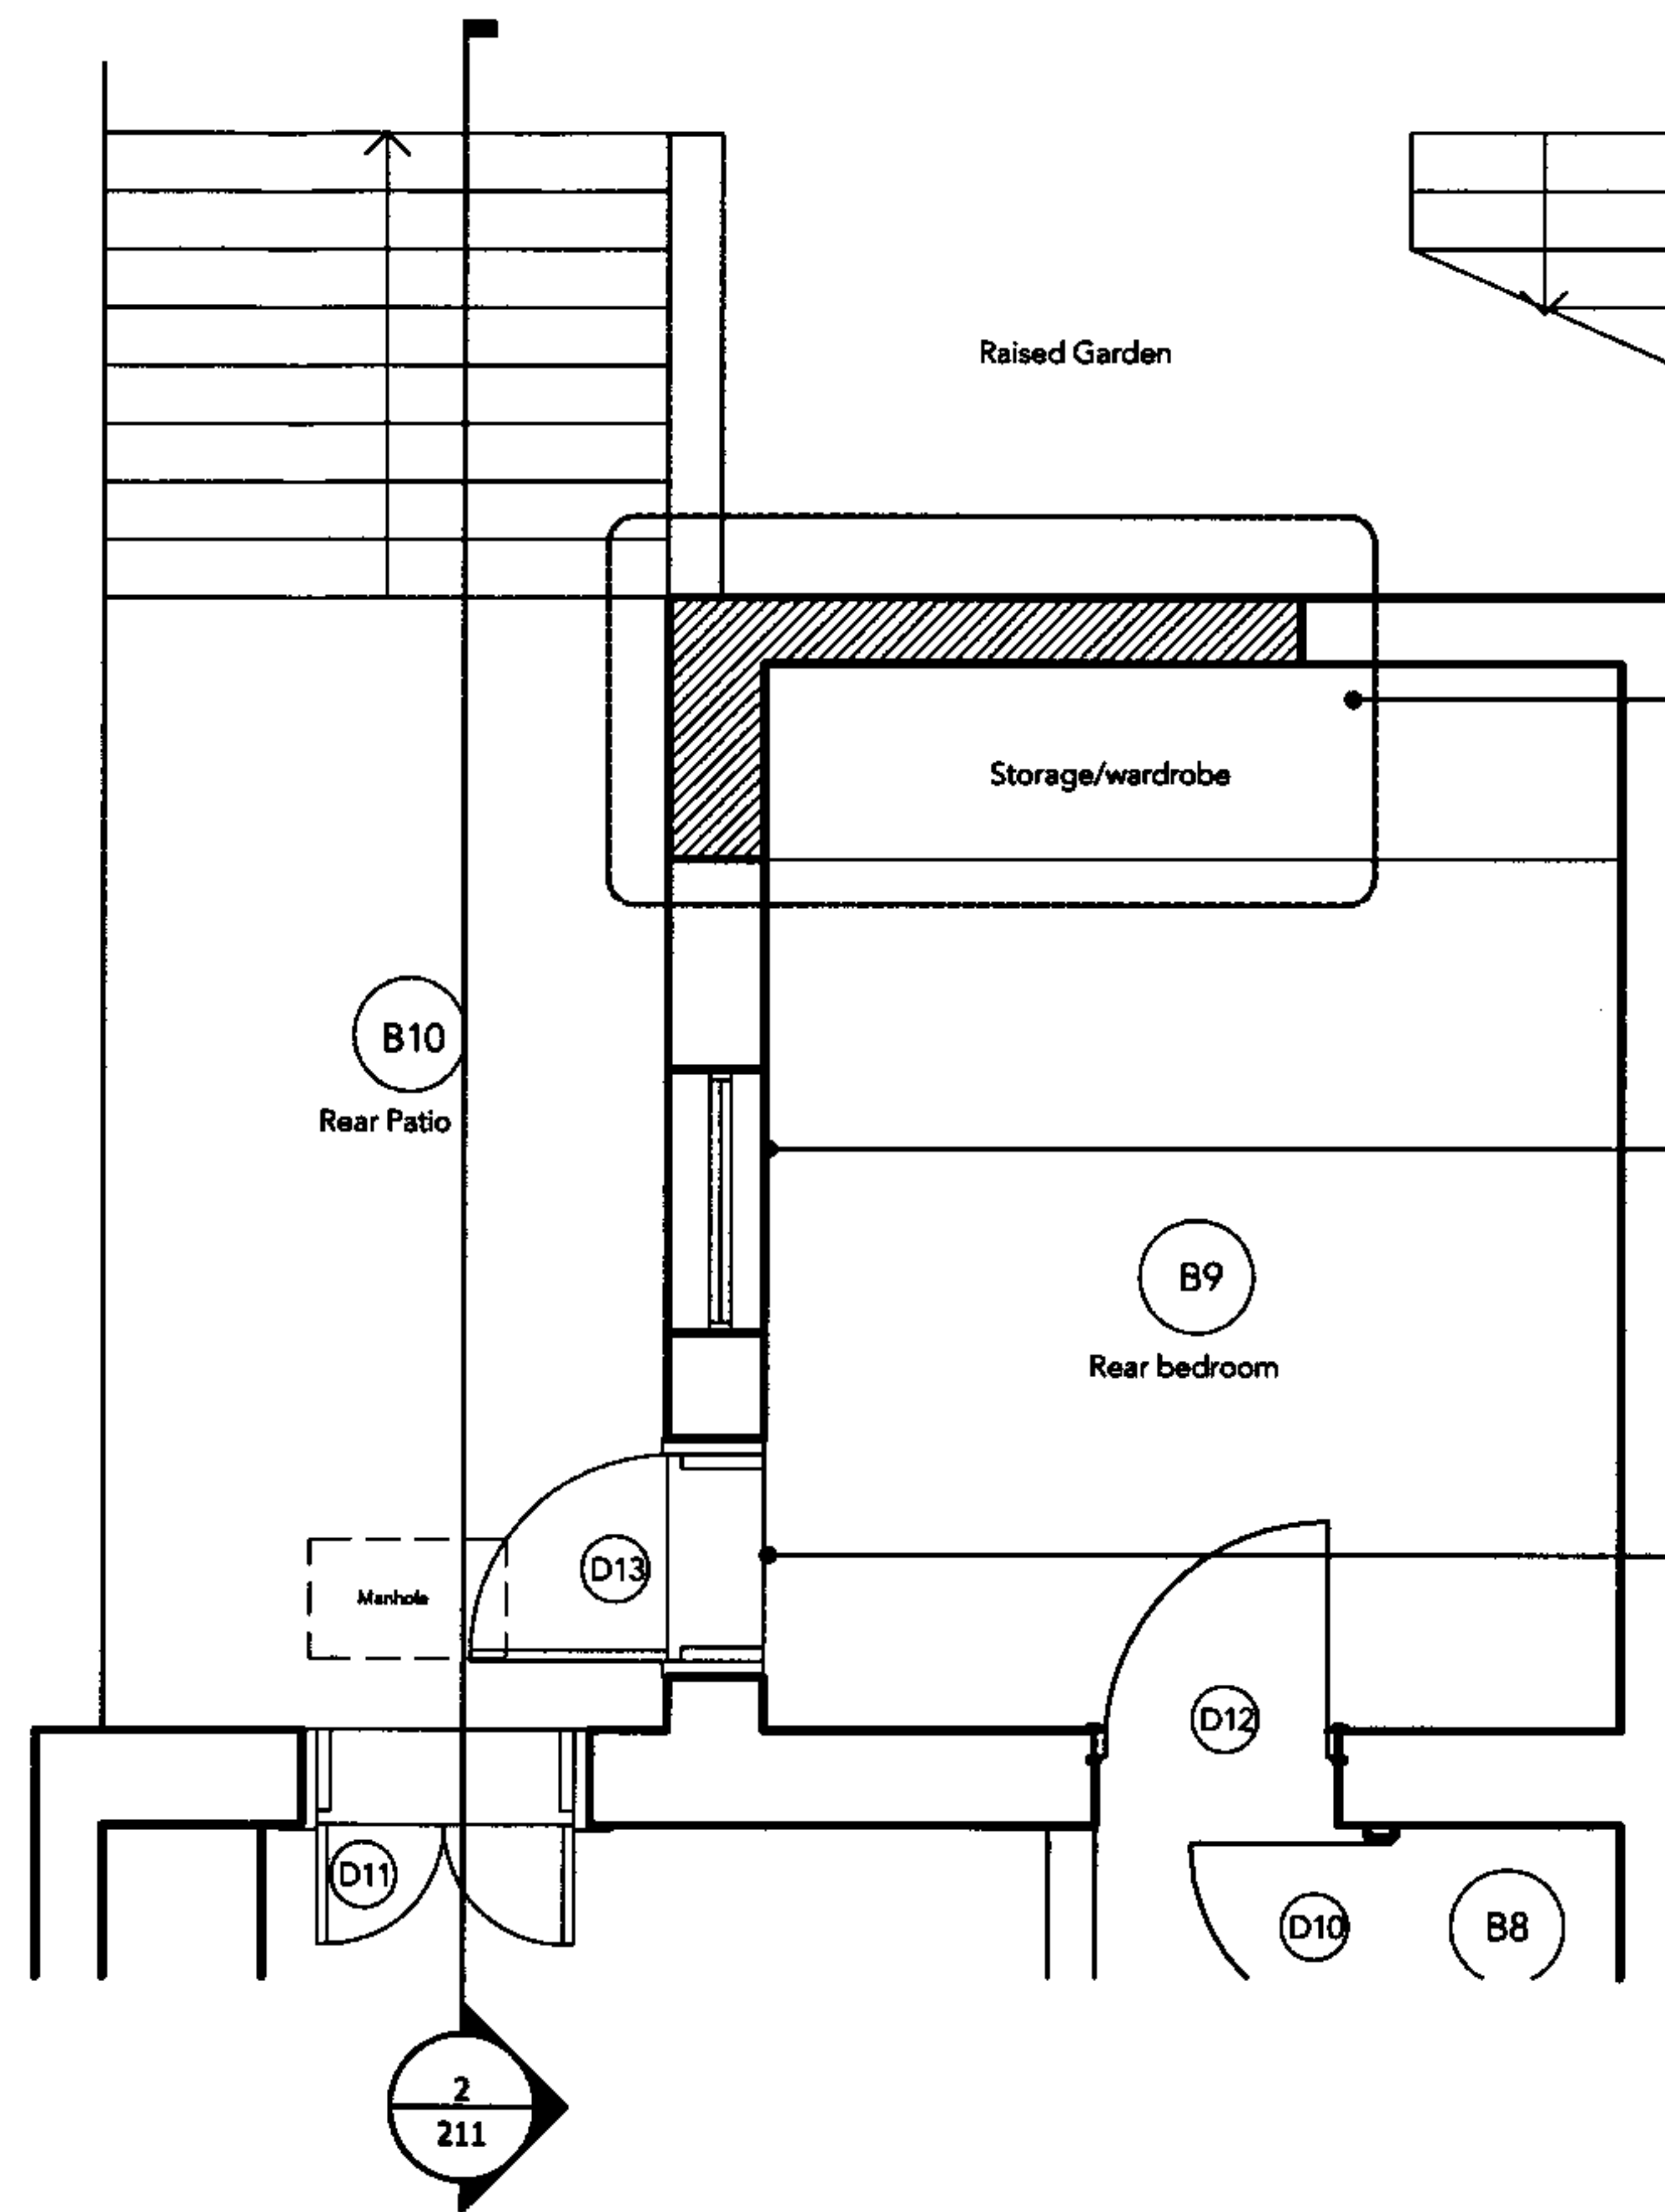 Raised Garden
Storage/wardrobe
B10
Rear Patio
B9
Rear bedroom
D13
Manhole
D12
D11
D10
B8
2
211